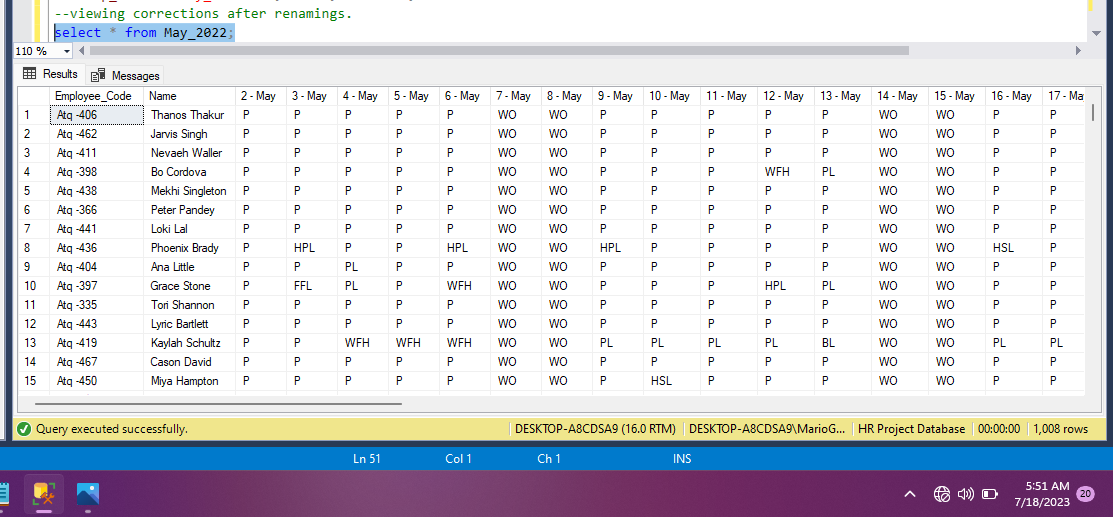 --viewing corrections after renamings.
select * from May_2022;
110 %
Results Messages
Employee_Code Name 2 - May 3 - May 4 - May 5 - May 6 - May 7 - May 8 - May 9 - May 10 - May 11 - May 12 - May 13 - May 14 - May 15 - May 16 - May 17 - Ma
1 Atq -406 Thanos Thakur P P P P P WO WO P P P P P WO WO P P
2 Atq -462 Jarvis Singh P P P P P WO WO P P P P P WO WO P P
3 Atq -411 Nevaeh Waller P P P P P WO WO P P P P P WO WO P P
4 Atq -398 Bo Cordova P P P P P WO WO P P P WFH PL WO WO P P
5 Atq -438 Mekhi Singleton P P P P P WO WO P P P P P WO WO P P
6 Atq -366 Peter Pandey P P P P P WO WO P P P P P WO WO P P
7 Atq -441 Loki Lal P P P P P WO WO P P P P P WO WO P P
8 Atq -436 Phoenix Brady P HPL P P HPL WO WO HPL P P P P WO WO HSL P
9 Atq -404 Ana Little P P PL P P WO WO P P P P P WO WO P P
10 Atq -397 Grace Stone P FFL PL P WFH WO WO P P P HPL PL WO WO P P
11 Atq -335 Tori Shannon P P P P P WO WO P P P P P WO WO P P
12 Atq -443 Lyric Bartlett P P P P P WO WO P P P P P WO WO P P
13 Atq -419 Kaylah Schultz P P WFH WFH WFH WO WO PL PL PL PL BL WO WO PL PL
14 Atq -467 Cason David P P P P P WO WO P P P P P WO WO P P
15 Atq -450 Miya Hampton P P P P P WO WO P HSL P P P WO WO P P
Query executed successfully. DESKTOP-A8CDSA9 (16.0 RTM) DESKTOP-A8CDSA9\MarioG... HR Project Database 00:00:00 1,008 rows
Ln 51 Col 1 Ch 1 INS
5:51 AM
7/18/2023 20